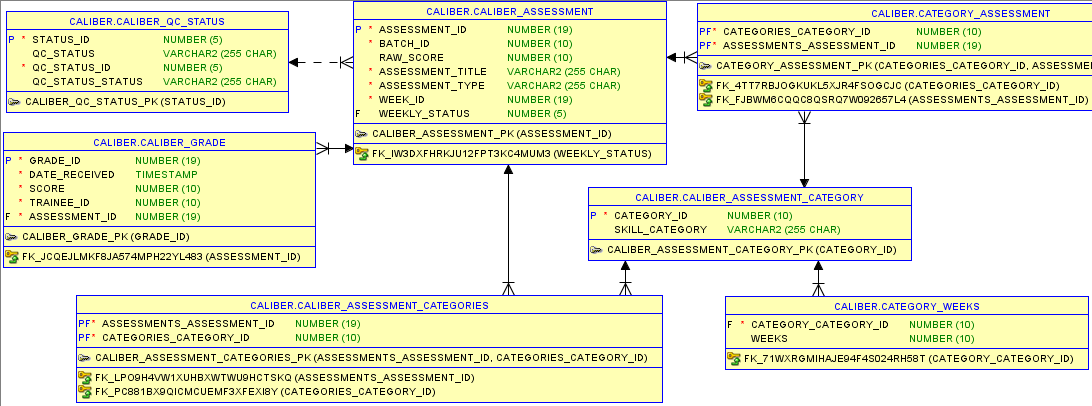 CALIBER.CALIBER_QC_STATUS
P * STATUS_ID NUMBER (5)
QC_STATUS VARCHAR2 (255 CHAR)
* QC_STATUS_ID NUMBER (5)
QC_STATUS_STATUS VARCHAR2 (255 CHAR)
CALIBER_QC_STATUS_PK (STATUS_ID)
CALIBER.CALIBER_ASSESSMENT
P * ASSESSMENT_ID NUMBER (19)
* BATCH_ID NUMBER (10)
RAW_SCORE NUMBER (10)
* ASSESSMENT_TITLE VARCHAR2 (255 CHAR)
* ASSESSMENT_TYPE VARCHAR2 (255 CHAR)
* WEEK_ID NUMBER (19)
F WEEKLY_STATUS NUMBER (5)
CALIBER_ASSESSMENT_PK (ASSESSMENT_ID)
FK_IW3DXFHRKJU12FPT3KC4MUM3 (WEEKLY_STATUS)
CALIBER.CATEGORY_ASSESSMENT
PF* CATEGORIES_CATEGORY_ID NUMBER (10)
PF* ASSESSMENTS_ASSESSMENT_ID NUMBER (19)
CATEGORY_ASSESSMENT_PK (CATEGORIES_CATEGORY_ID, ASSESSMEN
FK_4TT7RBJOGKUKL5XJR4FSOGCJC (CATEGORIES_CATEGORY_ID)
FK_FJBWM6CQQC8QSRQ7W092657L4 (ASSESSMENTS_ASSESSMENT_ID)
CALIBER.CALIBER_GRADE
P * GRADE_ID NUMBER (19)
* DATE_RECEIVED TIMESTAMP
* SCORE NUMBER (10)
* TRAINEE_ID NUMBER (10)
F * ASSESSMENT_ID NUMBER (19)
CALIBER_GRADE_PK (GRADE_ID)
FK_JCQEJLMKF8JA574MPH22YL483 (ASSESSMENT_ID)
CALIBER.CALIBER_ASSESSMENT_CATEGORY
P * CATEGORY_ID NUMBER (10)
SKILL_CATEGORY VARCHAR2 (255 CHAR)
CALIBER_ASSESSMENT_CATEGORY_PK (CATEGORY_ID)
CALIBER.CALIBER_ASSESSMENT_CATEGORIES
PF* ASSESSMENTS_ASSESSMENT_ID NUMBER (19)
PF* CATEGORIES_CATEGORY_ID NUMBER (10)
CALIBER_ASSESSMENT_CATEGORIES_PK (ASSESSMENTS_ASSESSMENT_ID, CATEGORIES_CATEGORY_ID)
FK_LPO9H4VW1XUHBXWTWU9HCTSKQ (ASSESSMENTS_ASSESSMENT_ID)
FK_PC881BX9QICMCUEMF3XFEXI8Y (CATEGORIES_CATEGORY_ID)
CALIBER.CATEGORY_WEEKS
F * CATEGORY_CATEGORY_ID NUMBER (10)
WEEKS NUMBER (10)
FK_71WXRGMIHAJE94F4S024RH58T (CATEGORY_CATEGORY_ID)